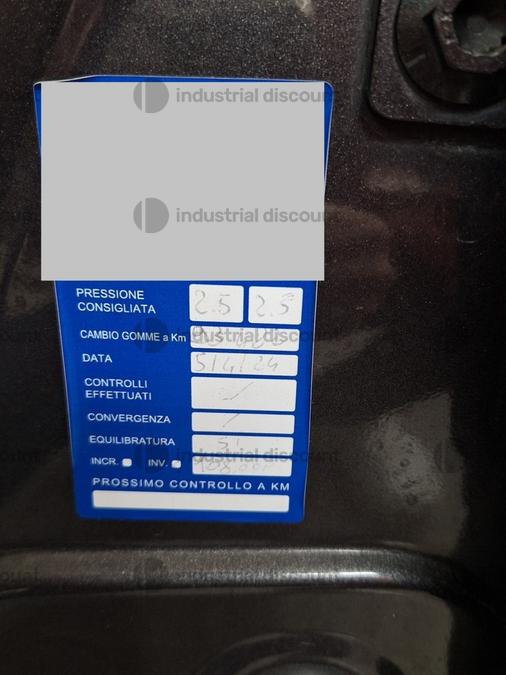 industrial discount
industrial discount
PRESSIONE CONSIGLIATA 2.5 2.5
CAMBIO GOMME a Km
DATA 5/4/24
CONTROLLI EFFETTUATI /
CONVERGENZA /
EQUILIBRATURA
INCR. INV.
PROSSIMO CONTROLLO A KM